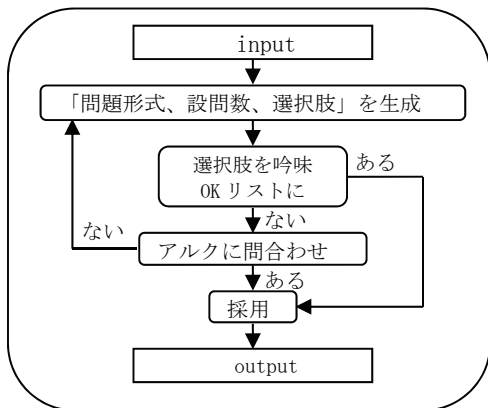 input
「問題形式、設問数、選択肢」を生成
選択肢を吟味
OKリストに
ある
ない
ない
アルクに問合わせ
ある
採用
output